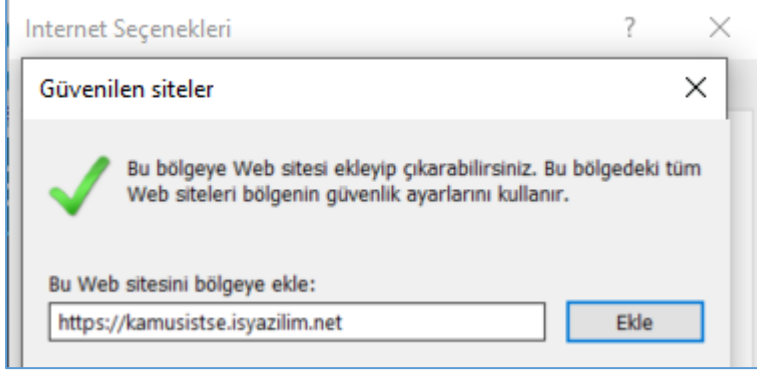 Internet Seçenekleri ?
Güvenilen siteler
Bu bölgeye Web sitesi ekleyip çıkarabilirsiniz. Bu bölgedeki tüm
Web siteleri bölgenin güvenlik ayarlarını kullanır.
Bu Web sitesini bölgeye ekle:
https://kamusistse.isyazilim.net Ekle